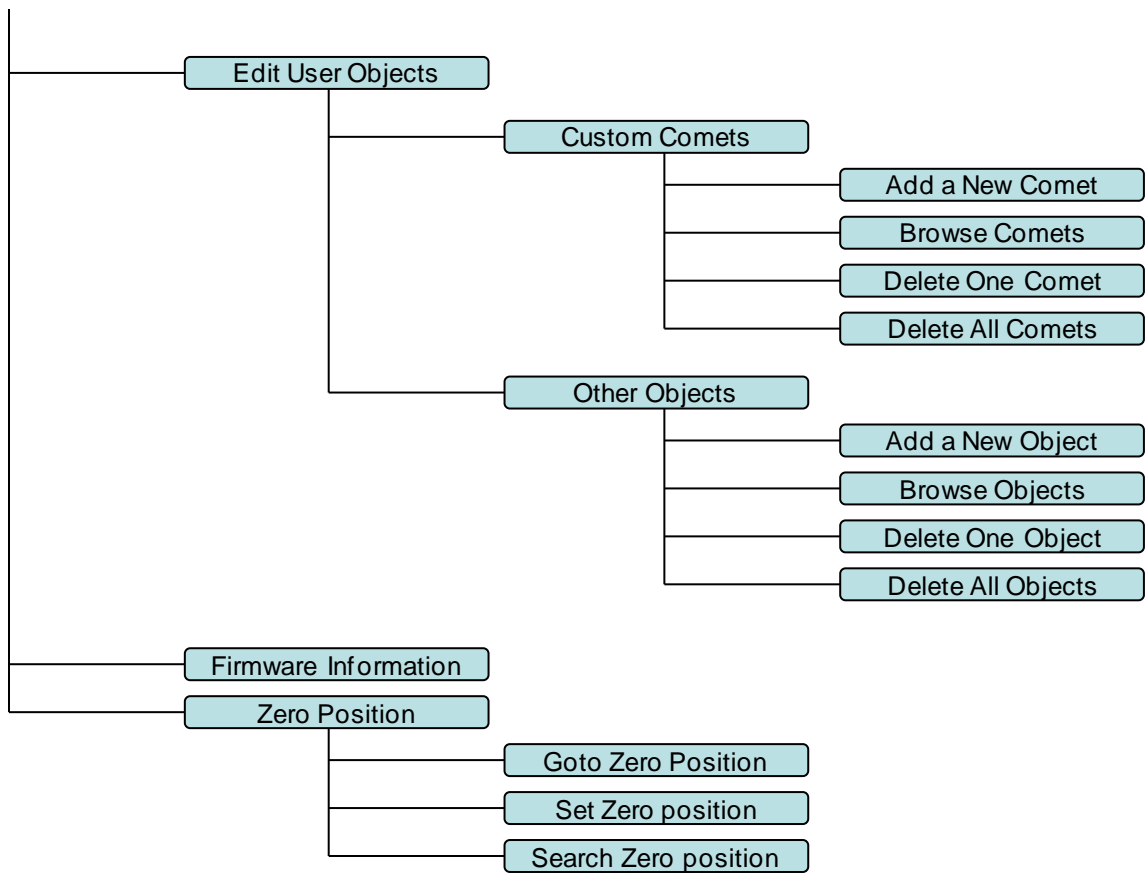 Edit User Objects
Custom Comets
Add a New Comet
Browse Comets
Delete One Comet
Delete All Comets
Other Objects
Add a New Object
Browse Objects
Delete One Object
Delete All Objects
Firmware Information
Zero Position
Goto Zero Position
Set Zero position
Search Zero position